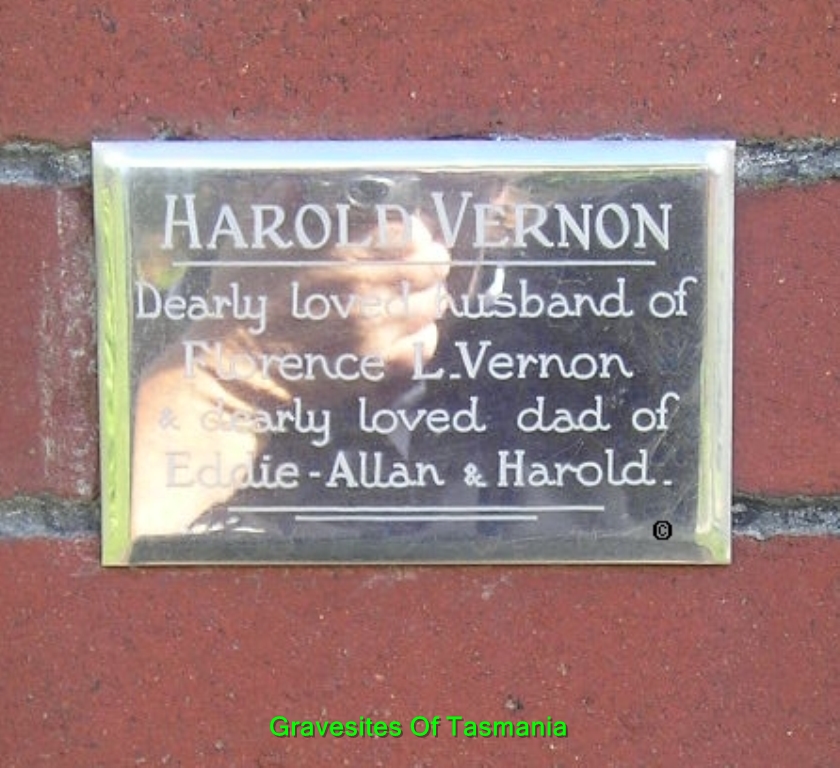 HAROLD VERNON
Dearly loved husband of
Florence L. Vernon
& dearly loved dad of
Eddie - Allan & Harold.
©
Gravesites Of Tasmania